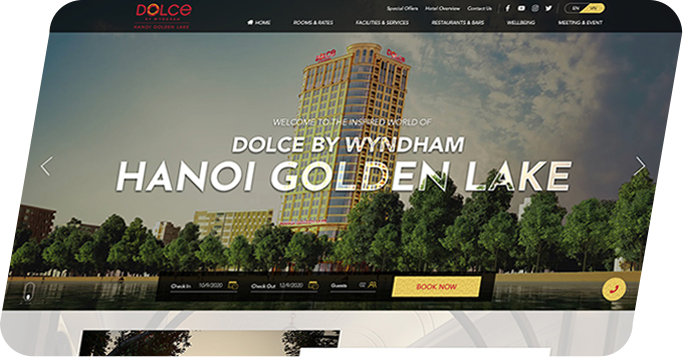 DOLCE
BY WYNDHAM
HANOI GOLDEN LAKE
Special Offers Hotel Overview Contact Us EN VN
HOME ROOMS & RATES FACILITIES & SERVICES RESTAURANTS & BARS WELLBEING MEETING & EVENT
DOLCE
WELCOME TO THE INSPIRED WORLD OF
DOLCE BY WYNDHAM
HANOI GOLDEN LAKE
Check In 10/9/2020 Check Out 12/9/2020 Guests 02 BOOK NOW